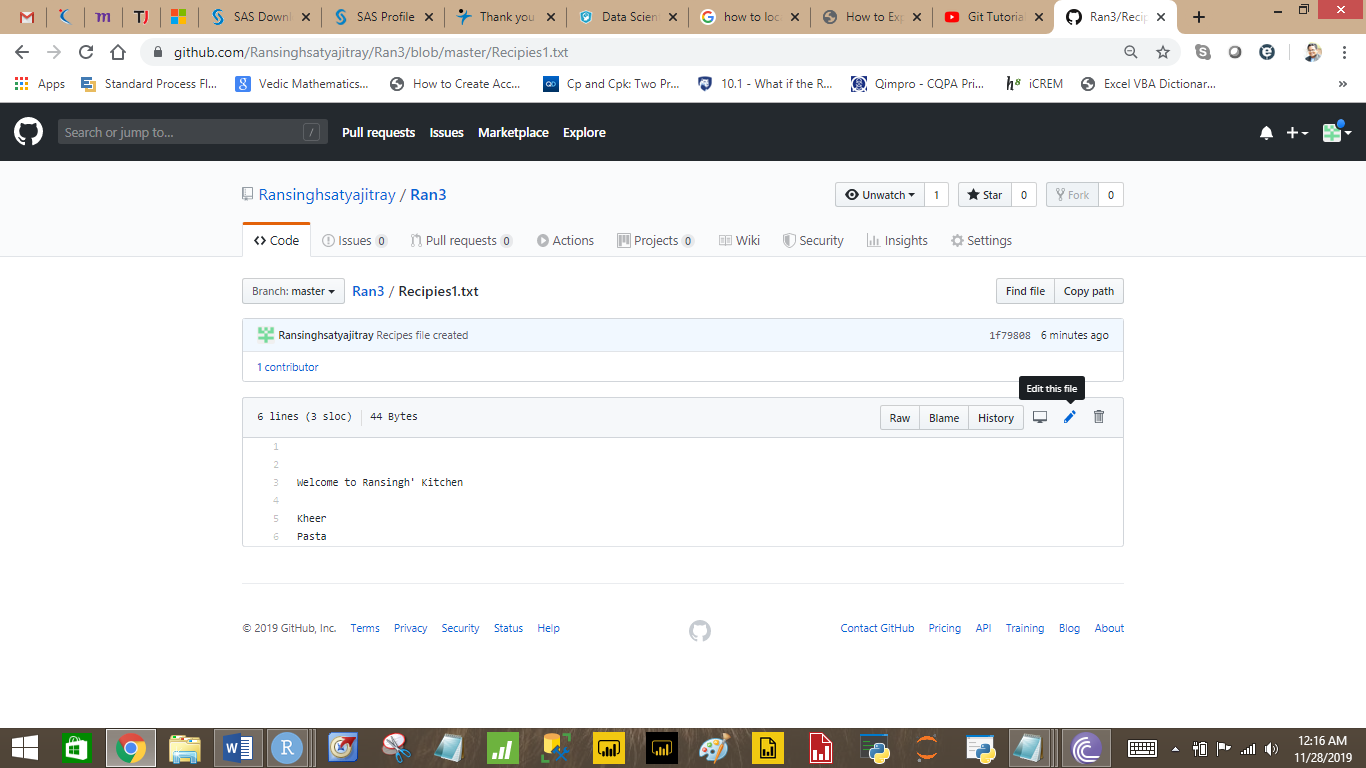 SAS Downl
SAS Profile
Thank you
Data Scien
how to loc
How to Exp
Git Tutoria
Ran3/Recip
github.com/Ransinghsatyajitray/Ran3/blob/master/Recipies1.txt
Apps
Standard Process Fl...
Vedic Mathematics...
How to Create Acc...
Cp and Cpk: Two Pr...
10.1 - What if the R...
Qimpro - CQPA Pri...
iCREM
Excel VBA Dictionar...
»
Search or jump to...
/
Pull requests
Issues
Marketplace
Explore
Ransinghsatyajitray / Ran3
Unwatch 1
Star 0
Fork 0
Code
Issues 0
Pull requests 0
Actions
Projects 0
Wiki
Security
Insights
Settings
Branch: master
Ran3 / Recipies1.txt
Find file
Copy path
Ransinghsatyajitray Recipes file created
1f79808 6 minutes ago
1 contributor
Edit this file
6 lines (3 sloc)
44 Bytes
Raw
Blame
History
1
2
3 Welcome to Ransingh' Kitchen
4
5 Kheer
6 Pasta
© 2019 GitHub, Inc.
Terms
Privacy
Security
Status
Help
Contact GitHub
Pricing
API
Training
Blog
About
12:16 AM
11/28/2019